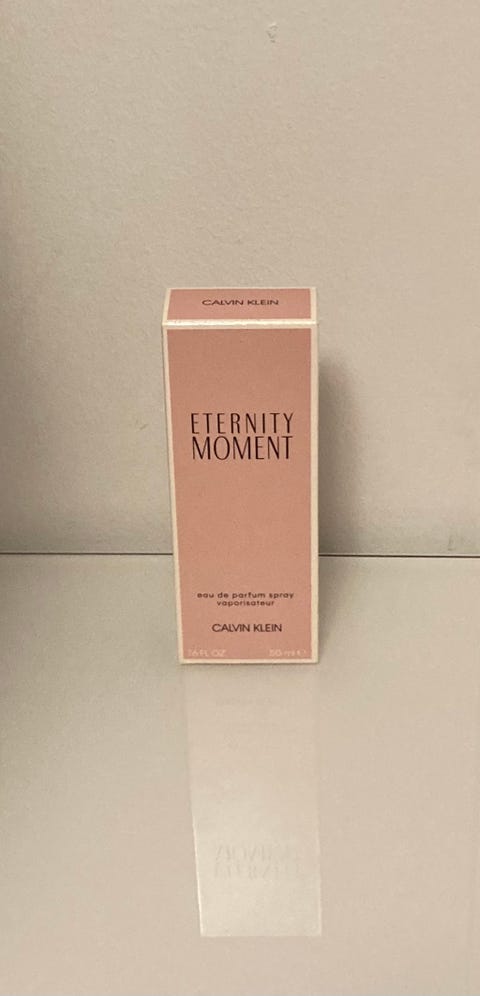 CALVIN KLEIN
ETERNITY
MOMENT
eau de parfum spray
vaporisateur
CALVIN KLEIN
1.6 FL OZ 50 ml ℮